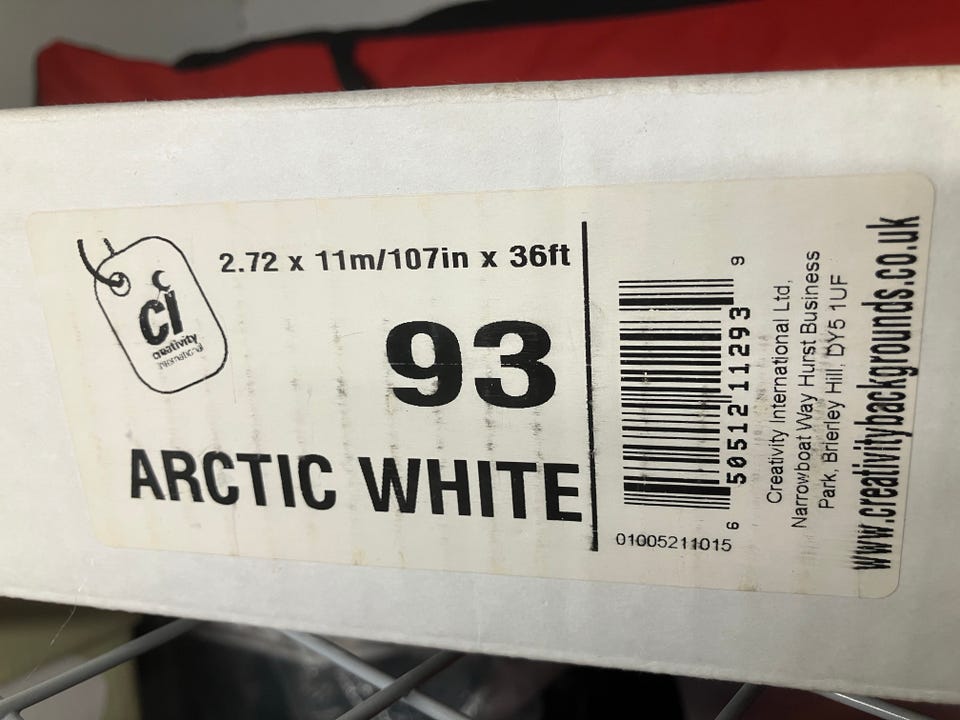 ci
creativity
international
2.72 x 11m/107in x 36ft
93
ARCTIC WHITE
6 50512 11293 9
01005211015
Creativity International Ltd,
Narrowboat Way Hurst Business
Park, Brierley Hill, DY5 1UF
www.creativitybackgrounds.co.uk